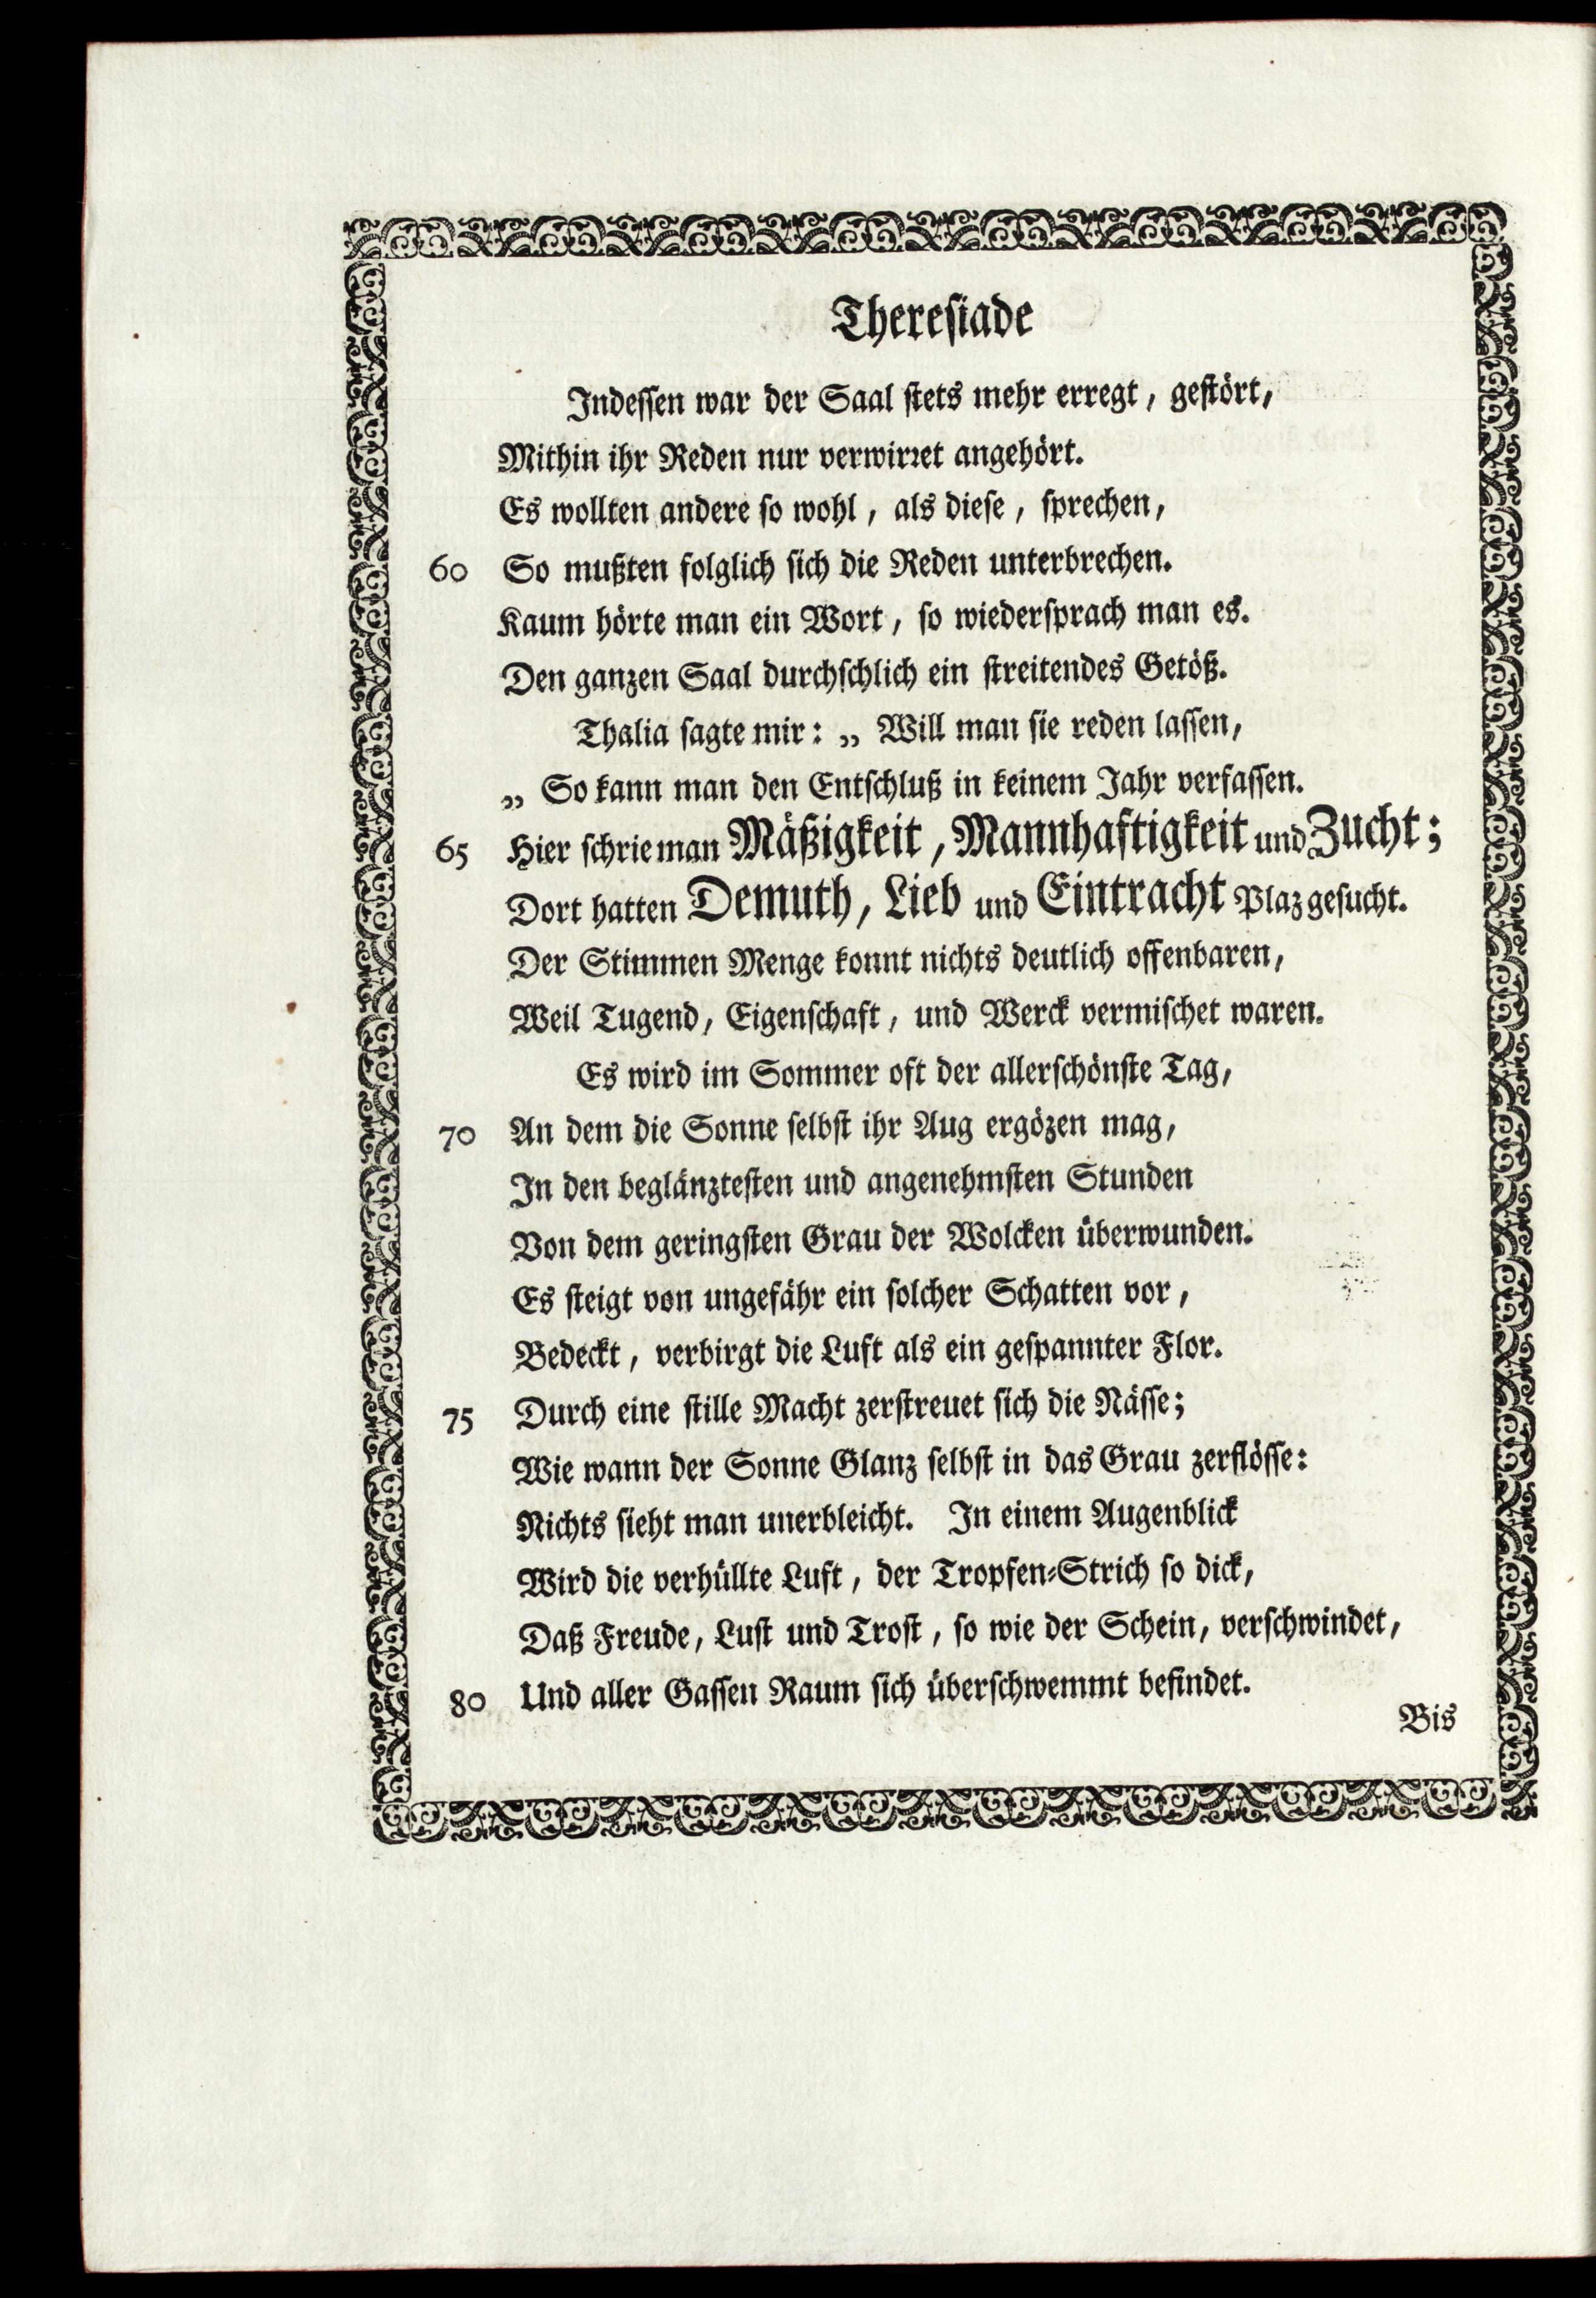 Theresiade
Indessen war der Saal stets mehr erregt, gestört,
Mithin ihr Reden nur verwirret angehört.
Es wollten andere so wohl, als diese, sprechen,
60 So mußten folglich sich die Reden unterbrechen.
Kaum hörte man ein Wort, so wiedersprach man es.
Den ganzen Saal durchschlich ein streitendes Getöß.
Thalia sagte mir: „ Will man sie reden lassen,
„ So kann man den Entschluß in keinem Jahr verfassen.
65 Hier schrie man Mäßigkeit, Mannhaftigkeit und Zucht;
Dort hatten Demuth, Lieb und Eintracht Plaz gesucht.
Der Stimmen Menge konnt nichts deutlich offenbaren,
Weil Tugend, Eigenschaft, und Werck vermischet waren.
Es wird im Sommer oft der allerschönste Tag,
70 An dem die Sonne selbst ihr Aug ergözen mag,
In den beglänztesten und angenehmsten Stunden
Von dem geringsten Grau der Wolcken überwunden.
Es steigt von ungefähr ein solcher Schatten vor,
Bedeckt, verbirgt die Luft als ein gespannter Flor.
75 Durch eine stille Macht zerstreuet sich die Nässe;
Wie wann der Sonne Glanz selbst in das Grau zerflösse:
Nichts sieht man unerbleicht. In einem Augenblick
Wird die verhüllte Luft, der Tropfen-Strich so dick,
Daß Freude, Lust und Trost, so wie der Schein, verschwindet,
80 Und aller Gassen Raum sich überschwemmt befindet.
Bis